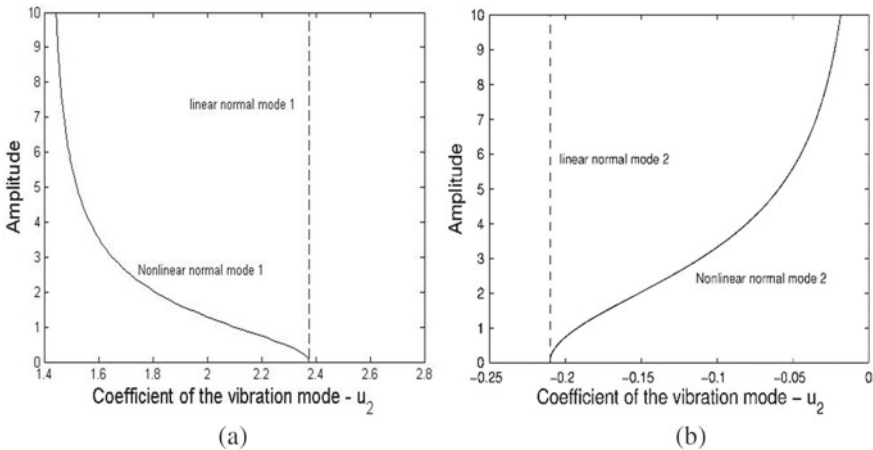 10
9
8
7
6
5
4
3
2
1
0
Amplitude
linear normal mode 1
Nonlinear normal mode 1
1.4 1.6 1.8 2 2.2 2.4 2.6 2.8
Coefficient of the vibration mode - u2
(a)
10
9
8
7
6
5
4
3
2
1
0
Amplitude
linear normal mode 2
Nonlinear normal mode 2
−0.25 −0.2 −0.15 −0.1 −0.05 0
Coefficient of the vibration mode – u2
(b)